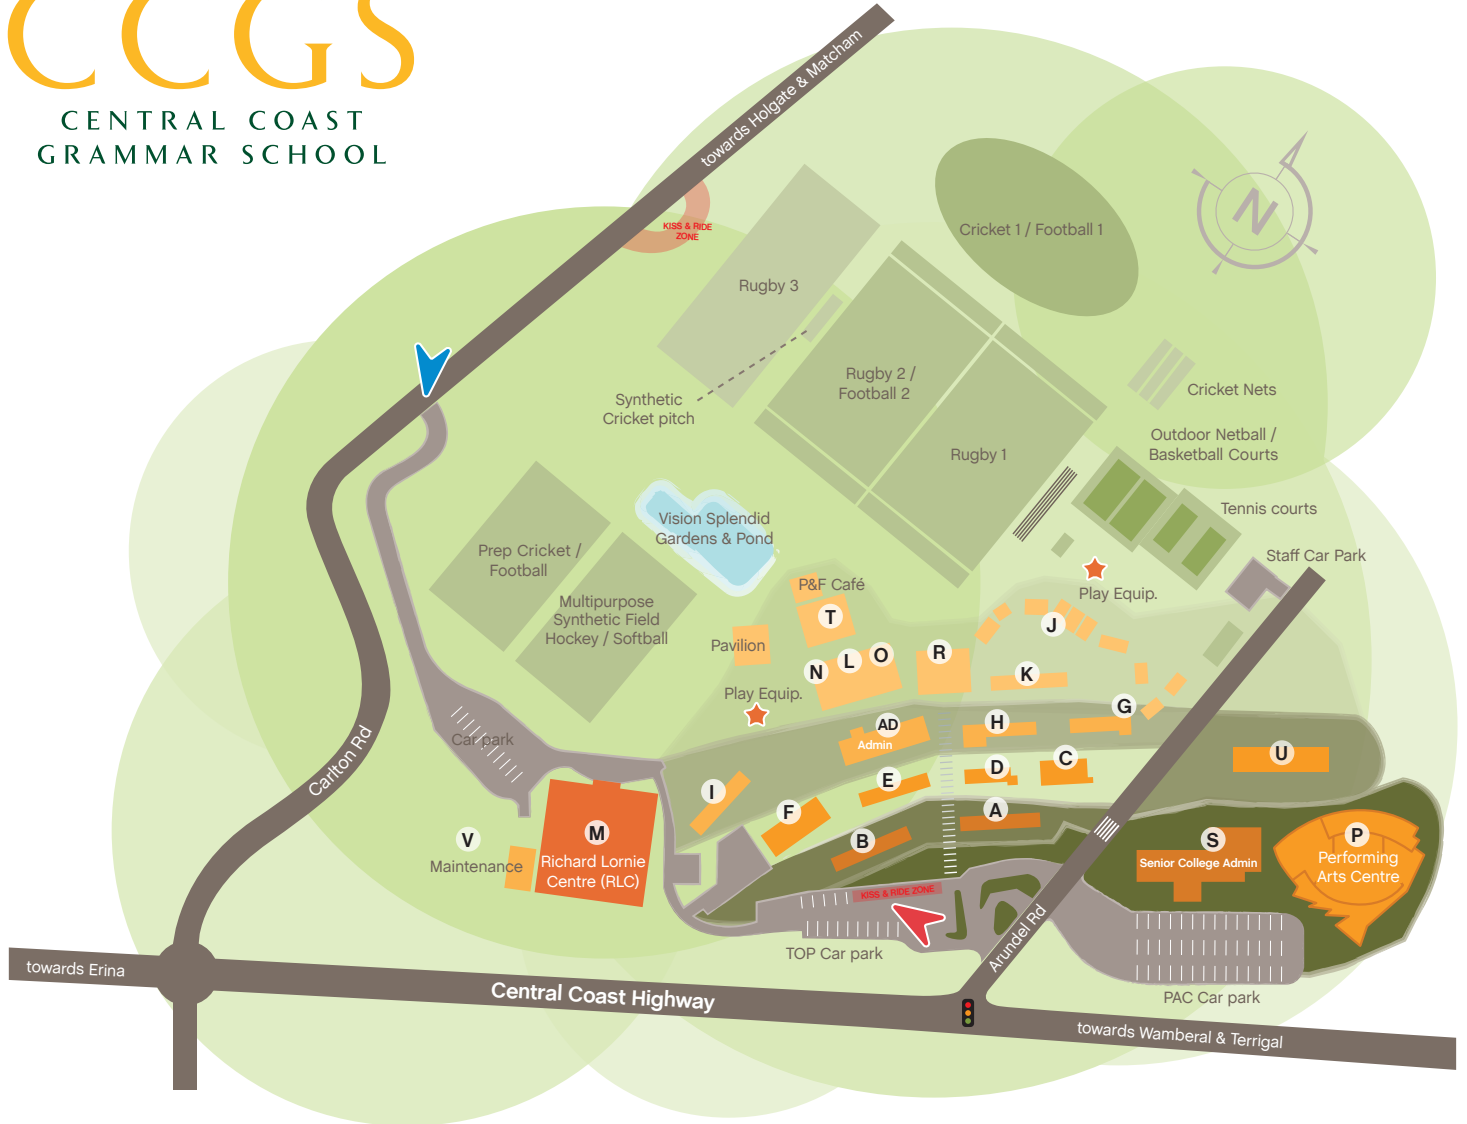 CCGS
CENTRAL COAST
GRAMMAR SCHOOL
towards Holgate & Matcham
KISS & RIDE
ZONE
Cricket 1 / Football 1
N
Rugby 3
Rugby 2 /
Football 2
Synthetic
Cricket pitch
Cricket Nets
Outdoor Netball /
Basketball Courts
Rugby 1
Tennis courts
Vision Splendid
Gardens & Pond
Prep Cricket /
Football
Staff Car Park
P&F Café
Play Equip.
Multipurpose
Synthetic Field
Hockey / Softball
T
J
Pavilion
N
L
O
R
K
Play Equip.
G
AD
Admin
H
Car park
Carlton Rd
U
C
D
E
I
F
A
B
V
Maintenance
M
Richard Lornie
Centre (RLC)
S
Senior College Admin
P
Performing
Arts Centre
KISS & RIDE ZONE
TOP Car park
Arundel Rd
PAC Car park
towards Erina
Central Coast Highway
towards Wamberal & Terrigal